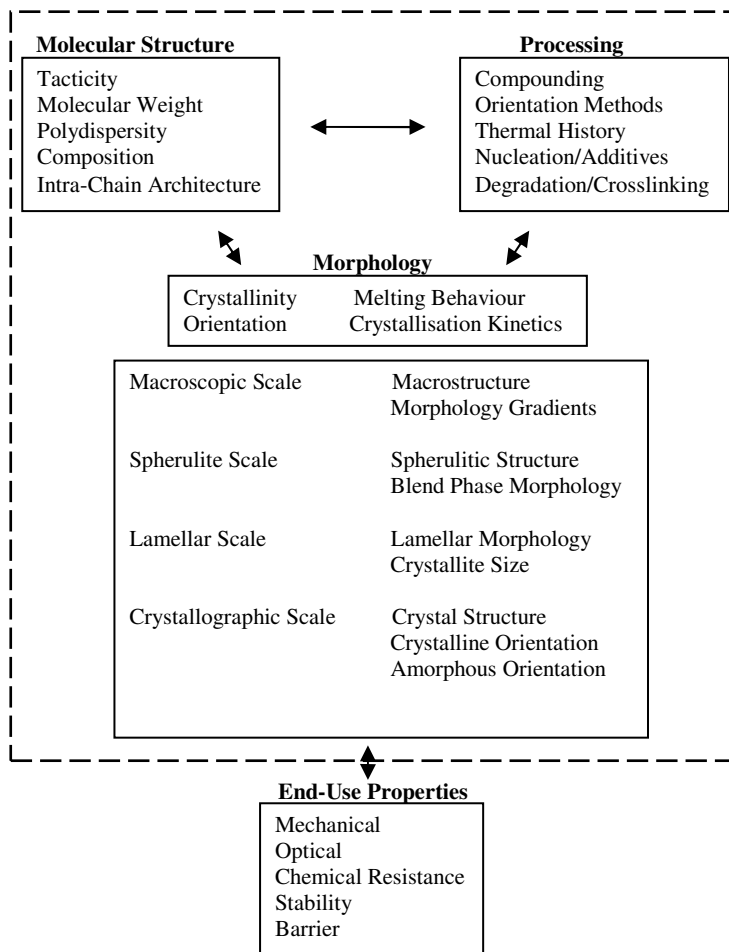 Molecular Structure
Tacticity
Molecular Weight
Polydispersity
Composition
Intra-Chain Architecture
Processing
Compounding
Orientation Methods
Thermal History
Nucleation/Additives
Degradation/Crosslinking
Morphology
Crystallinity Melting Behaviour
Orientation Crystallisation Kinetics
Macroscopic Scale Macrostructure
Morphology Gradients
Spherulite Scale Spherulitic Structure
Blend Phase Morphology
Lamellar Scale Lamellar Morphology
Crystallite Size
Crystallographic Scale Crystal Structure
Crystalline Orientation
Amorphous Orientation
End-Use Properties
Mechanical
Optical
Chemical Resistance
Stability
Barrier